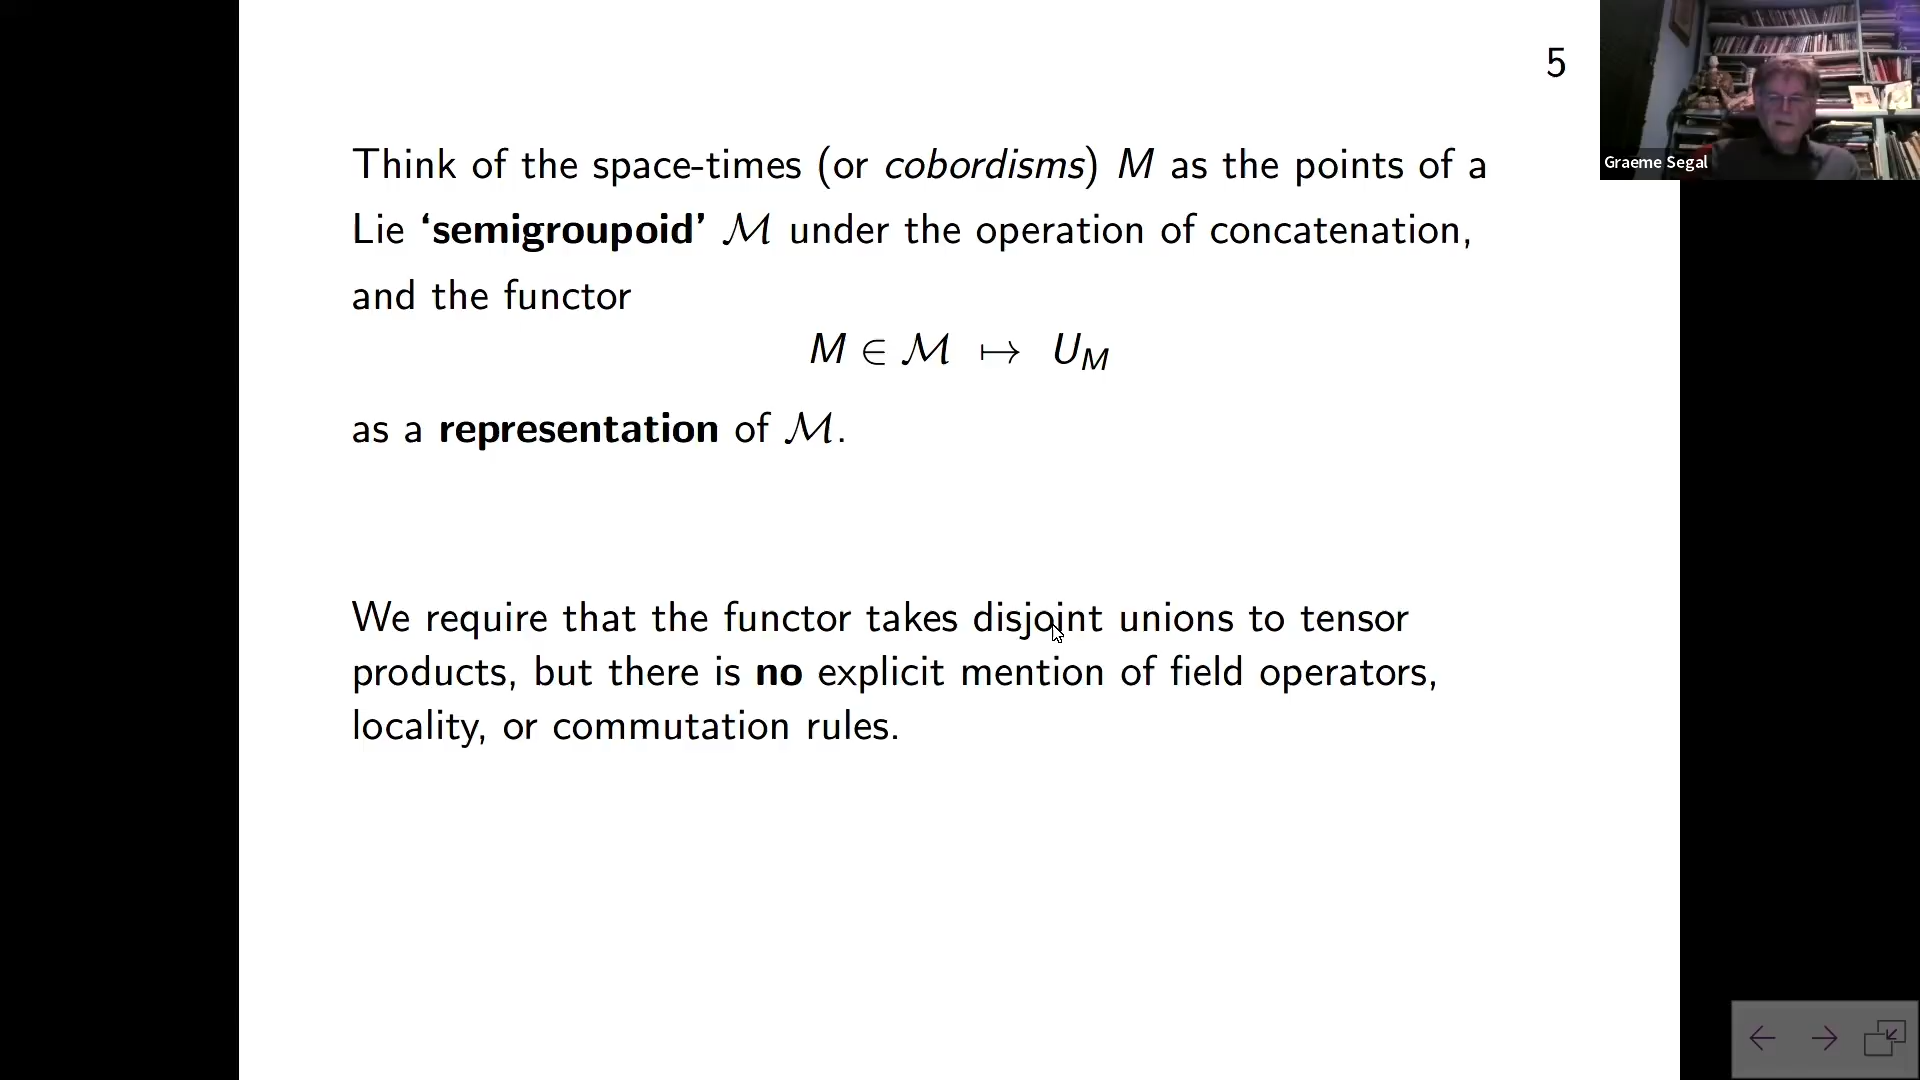 5
Think of the space-times (or cobordisms) M as the points of a
Lie ‘semigroupoid’ ℳ under the operation of concatenation,
and the functor
M ∈ ℳ ↦ U_M
as a representation of ℳ.
We require that the functor takes disjoint unions to tensor
products, but there is no explicit mention of field operators,
locality, or commutation rules.
Graeme Segal